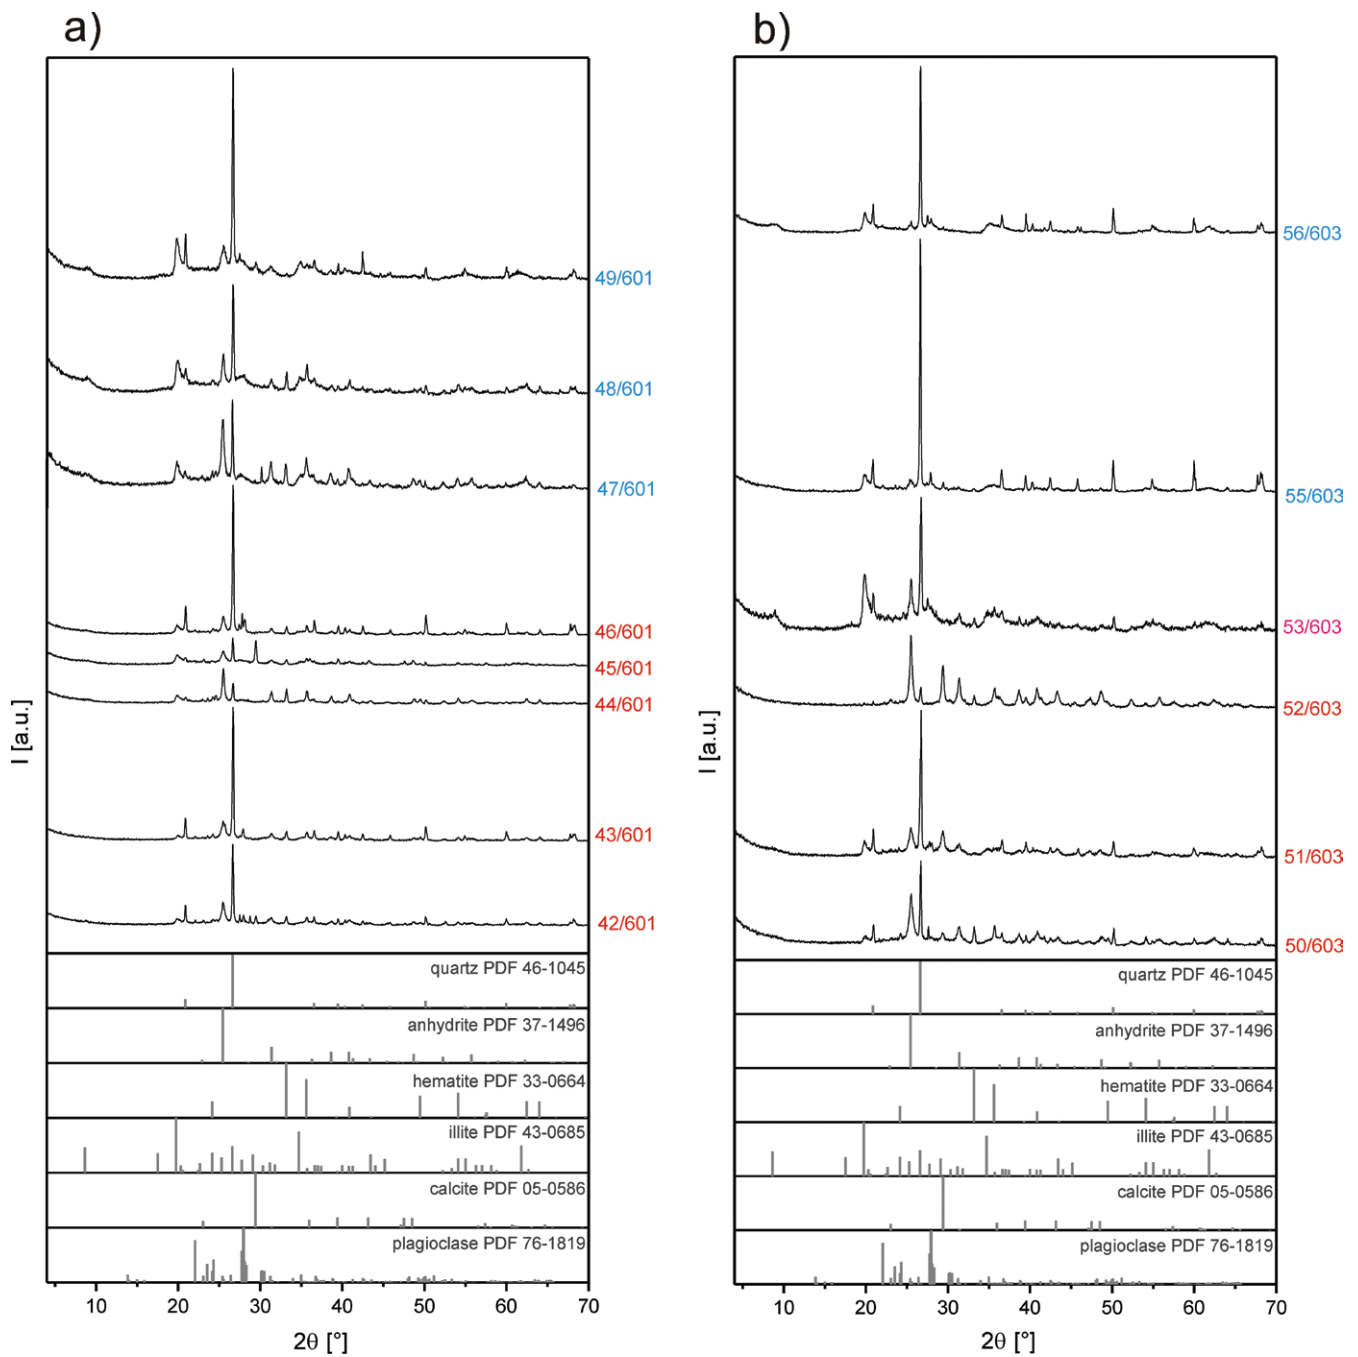 a)
49/601
48/601
47/601
46/601
45/601
44/601
43/601
42/601
I [a.u.]
quartz PDF 46-1045
anhydrite PDF 37-1496
hematite PDF 33-0664
illite PDF 43-0685
calcite PDF 05-0586
plagioclase PDF 76-1819
10 20 30 40 50 60 70
2θ [°]
b)
56/603
55/603
53/603
52/603
51/603
50/603
I [a.u.]
quartz PDF 46-1045
anhydrite PDF 37-1496
hematite PDF 33-0664
illite PDF 43-0685
calcite PDF 05-0586
plagioclase PDF 76-1819
10 20 30 40 50 60 70
2θ [°]